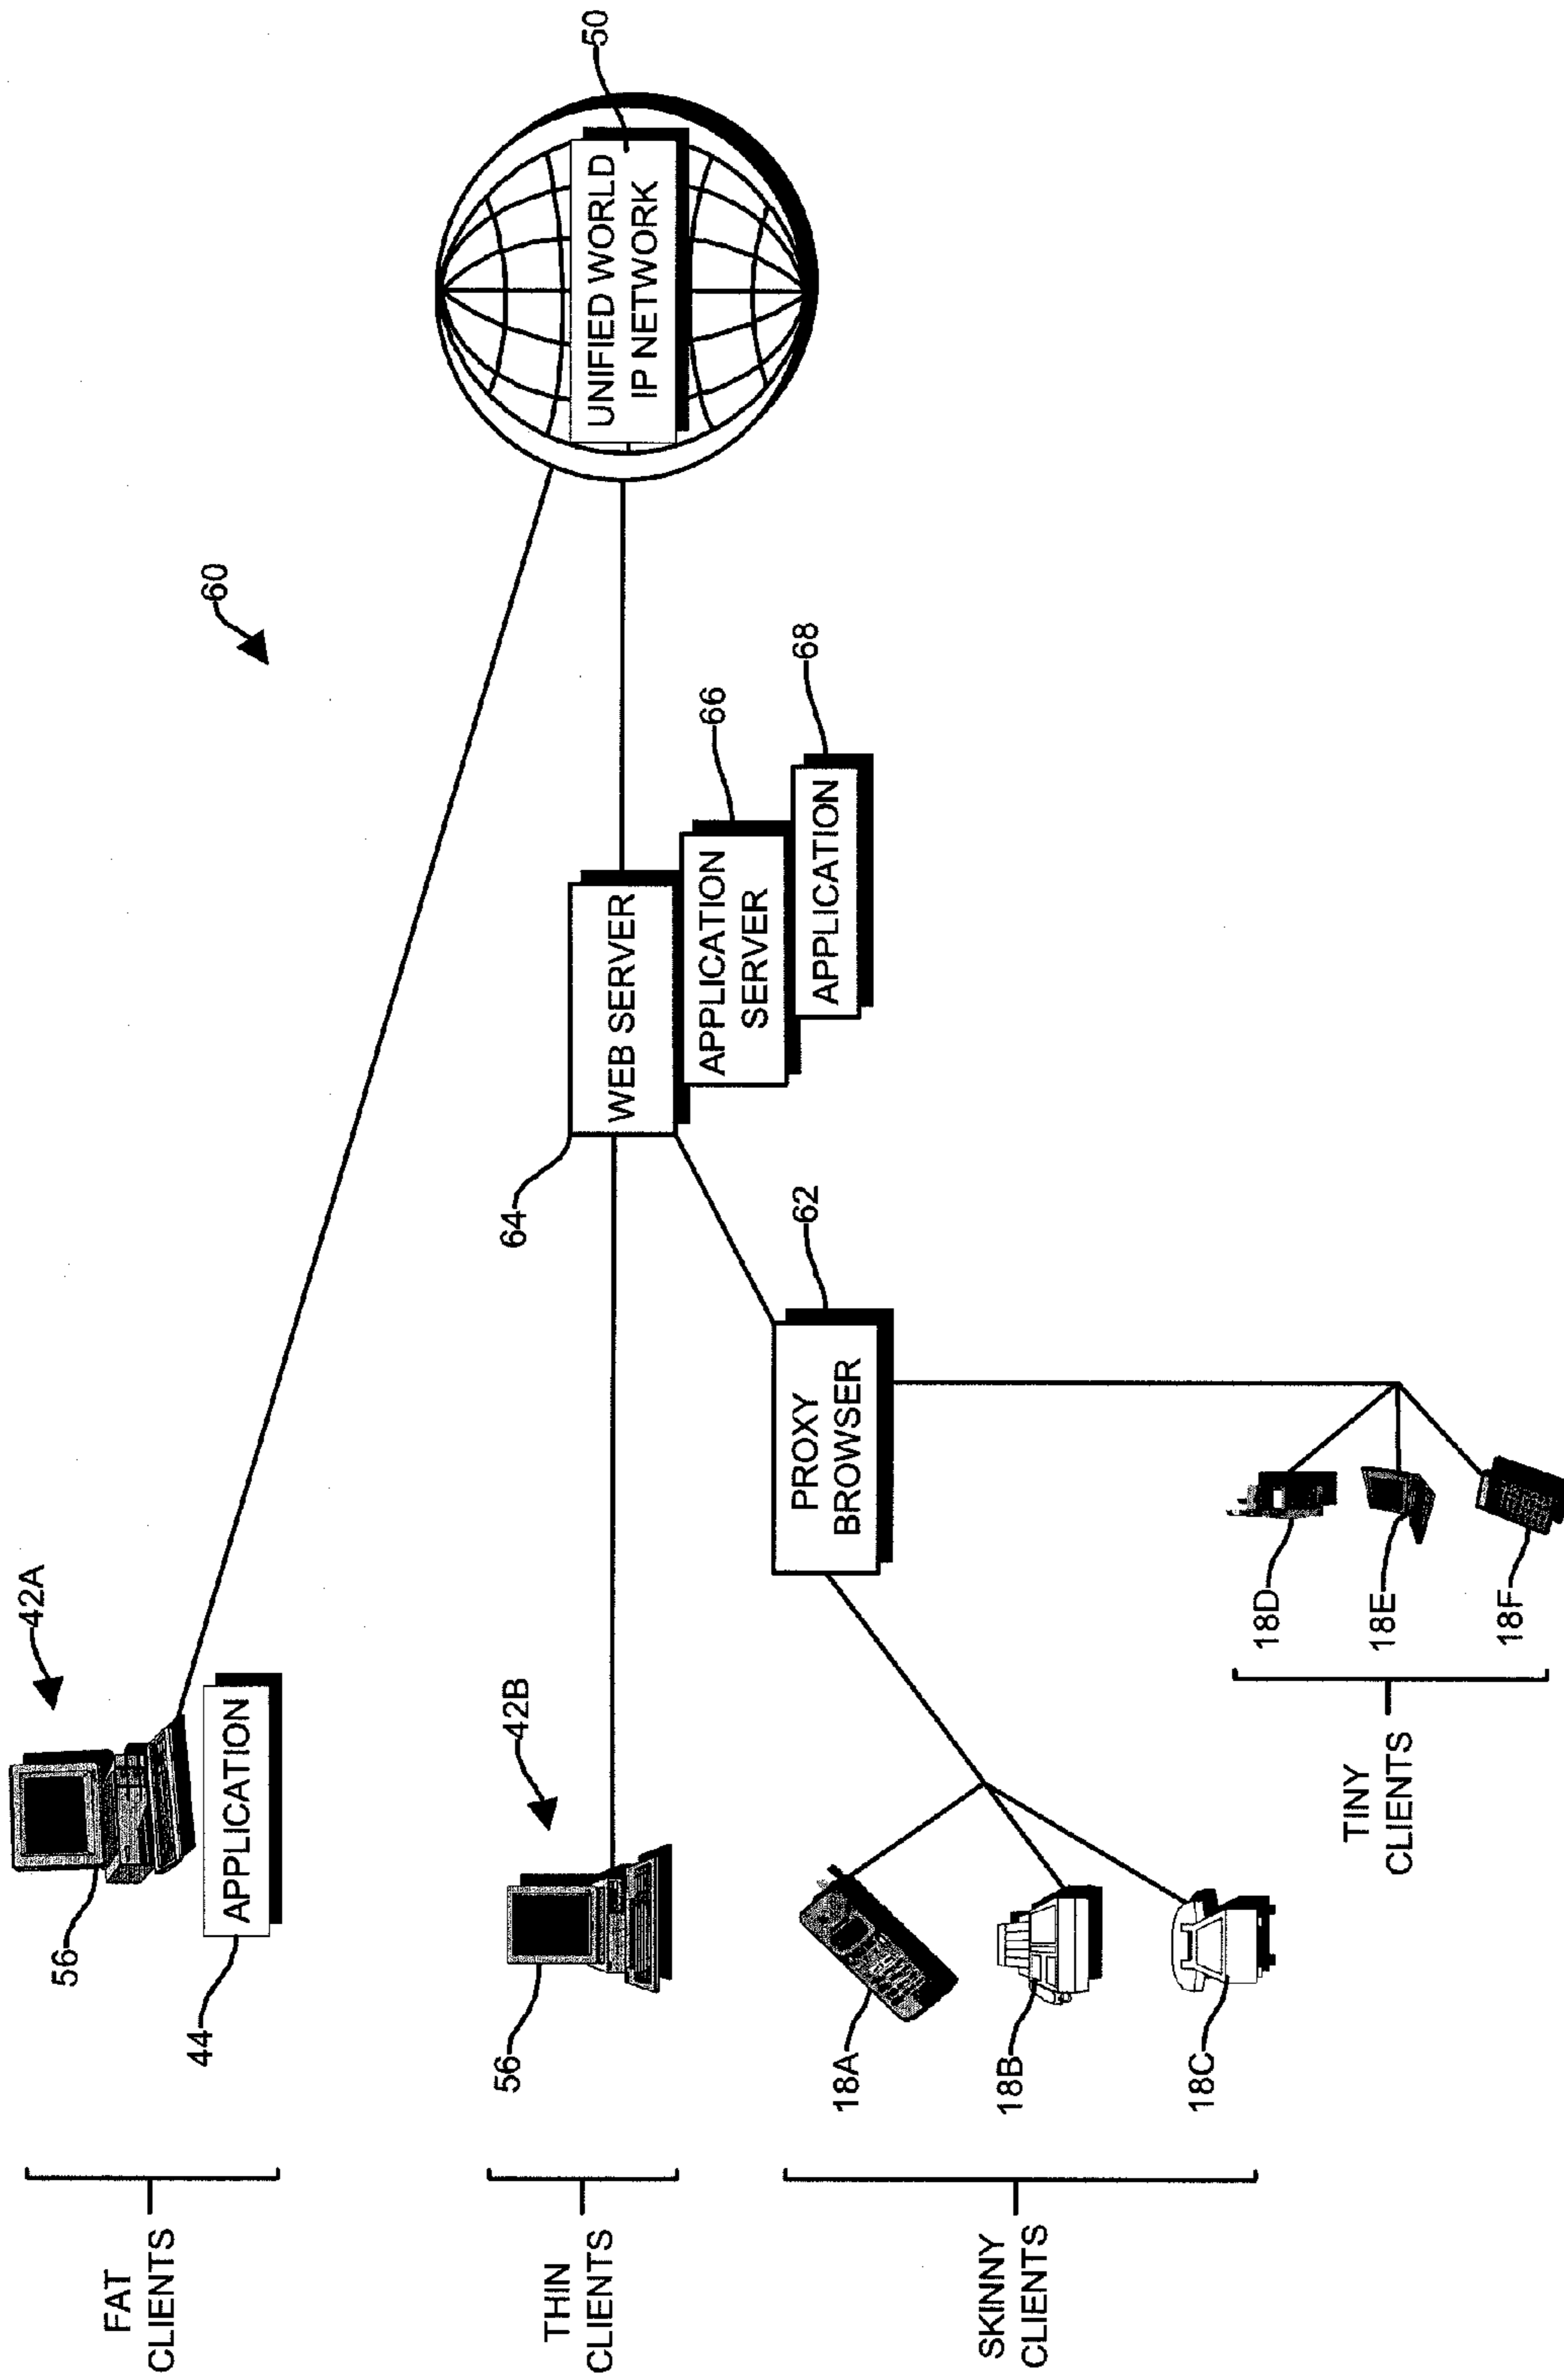 FAT
CLIENTS
THIN
CLIENTS
SKINNY
CLIENTS
TINY
CLIENTS
42A
56
44
APPLICATION
42B
56
18A
18B
18C
18D
18E
18F
PROXY
BROWSER
62
64
WEB SERVER
APPLICATION
SERVER
66
APPLICATION
68
60
UNIFIED WORLD
IP NETWORK
50